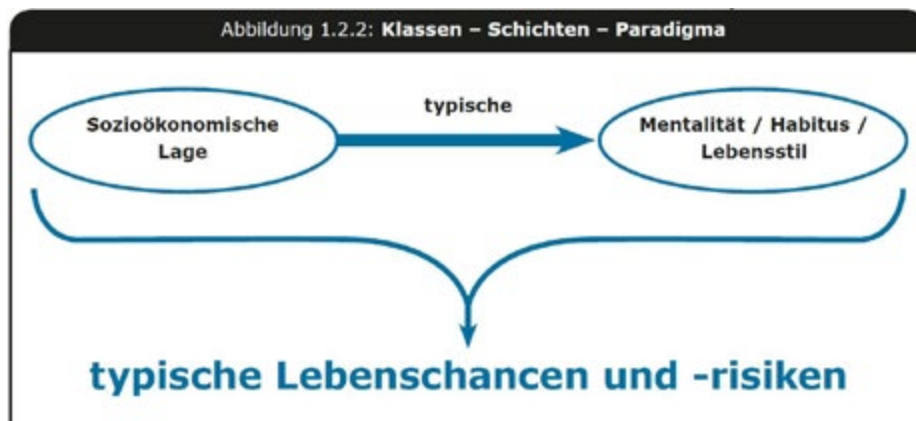 Abbildung 1.2.2: Klassen – Schichten – Paradigma
Sozioökonomische
Lage
typische
Mentalität / Habitus /
Lebensstil
typische Lebenschancen und -risiken